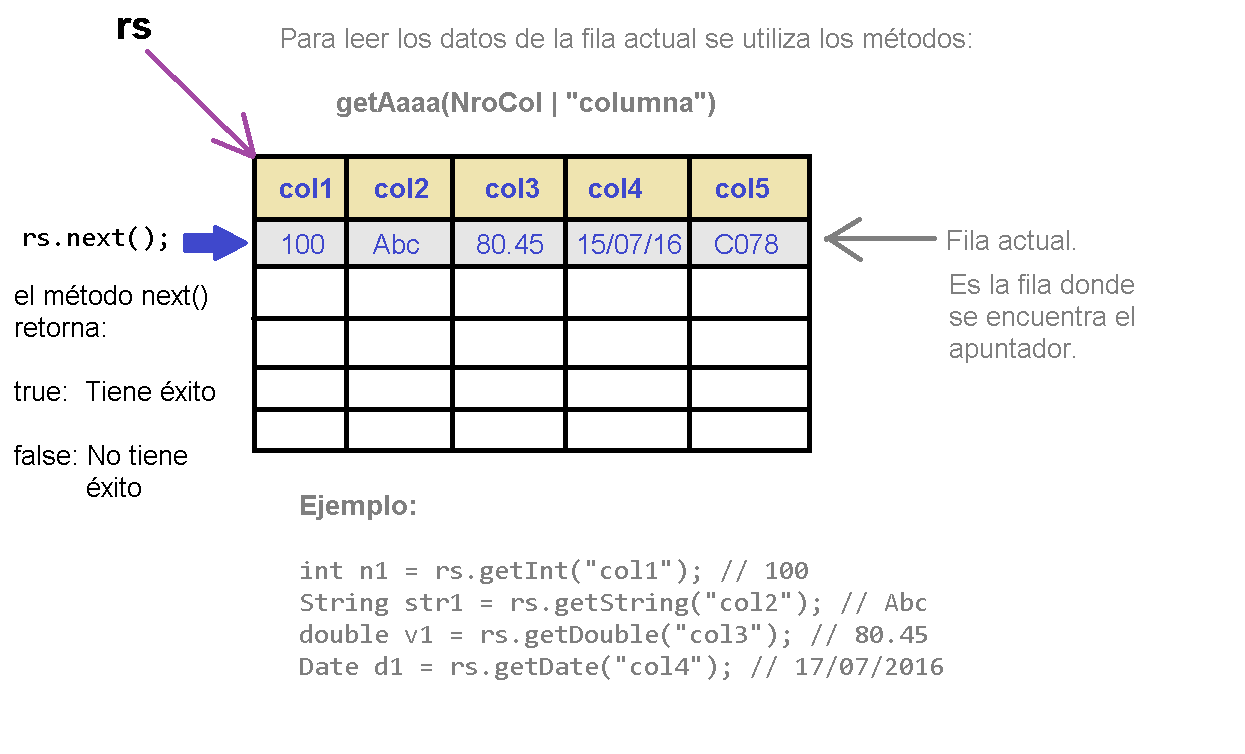 rs
Para leer los datos de la fila actual se utiliza los métodos:
getAaaa(NroCol | "columna")
col1 col2 col3 col4 col5
rs.next();
100 Abc 80.45 15/07/16 C078
Fila actual.
Es la fila donde
se encuentra el
apuntador.
el método next()
retorna:
true: Tiene éxito
false: No tiene
éxito
Ejemplo:
int n1 = rs.getInt("col1"); // 100
String str1 = rs.getString("col2"); // Abc
double v1 = rs.getDouble("col3"); // 80.45
Date d1 = rs.getDate("col4"); // 17/07/2016